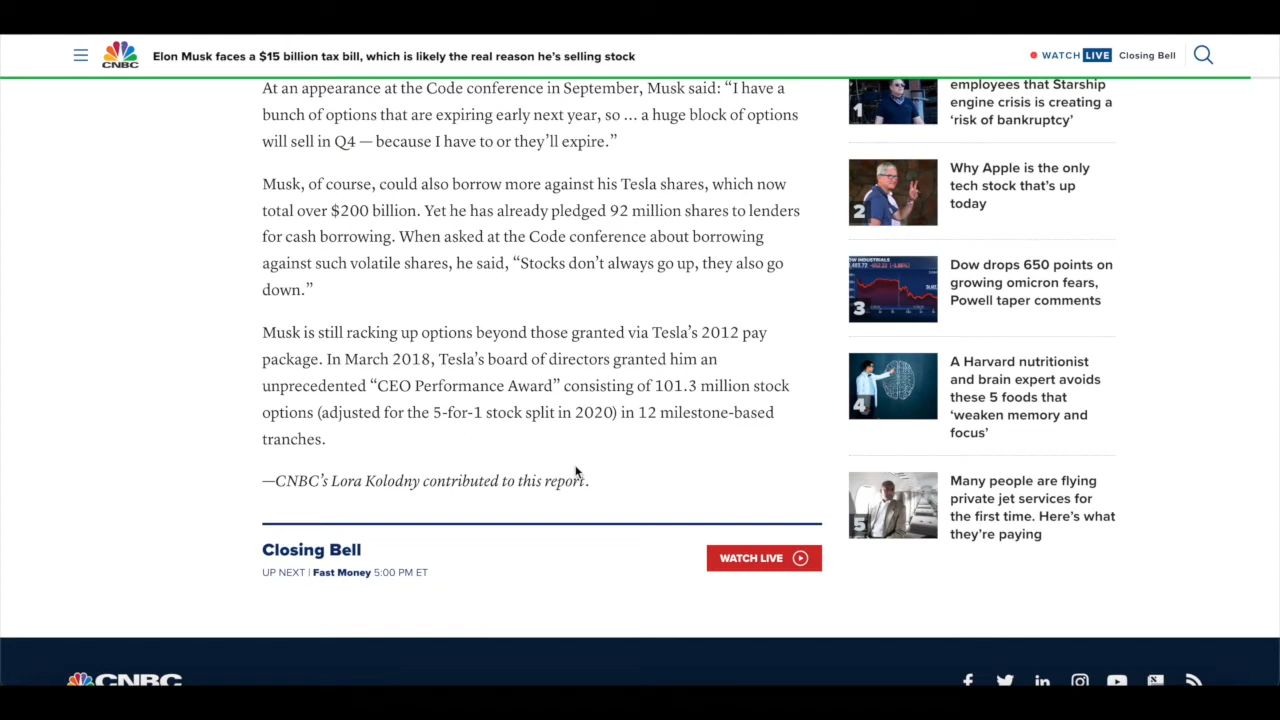 CNBC
Elon Musk faces a $15 billion tax bill, which is likely the real reason he's selling stock
WATCH LIVE
Closing Bell
At an appearance at the Code conference in September, Musk said: “I have a
bunch of options that are expiring early next year, so … a huge block of options
will sell in Q4 — because I have to or they’ll expire.”
Musk, of course, could also borrow more against his Tesla shares, which now
total over $200 billion. Yet he has already pledged 92 million shares to lenders
for cash borrowing. When asked at the Code conference about borrowing
against such volatile shares, he said, “Stocks don’t always go up, they also go
down.”
Musk is still racking up options beyond those granted via Tesla’s 2012 pay
package. In March 2018, Tesla’s board of directors granted him an
unprecedented “CEO Performance Award” consisting of 101.3 million stock
options (adjusted for the 5-for-1 stock split in 2020) in 12 milestone-based
tranches.
—CNBC’s Lora Kolodny contributed to this report.
Closing Bell
UP NEXT | Fast Money 5:00 PM ET
WATCH LIVE
1
employees that Starship
engine crisis is creating a
‘risk of bankruptcy’
2
Why Apple is the only
tech stock that’s up
today
3
Dow drops 650 points on
growing omicron fears,
Powell taper comments
4
A Harvard nutritionist
and brain expert avoids
these 5 foods that
‘weaken memory and
focus’
5
Many people are flying
private jet services for
the first time. Here’s what
they’re paying
CNBC